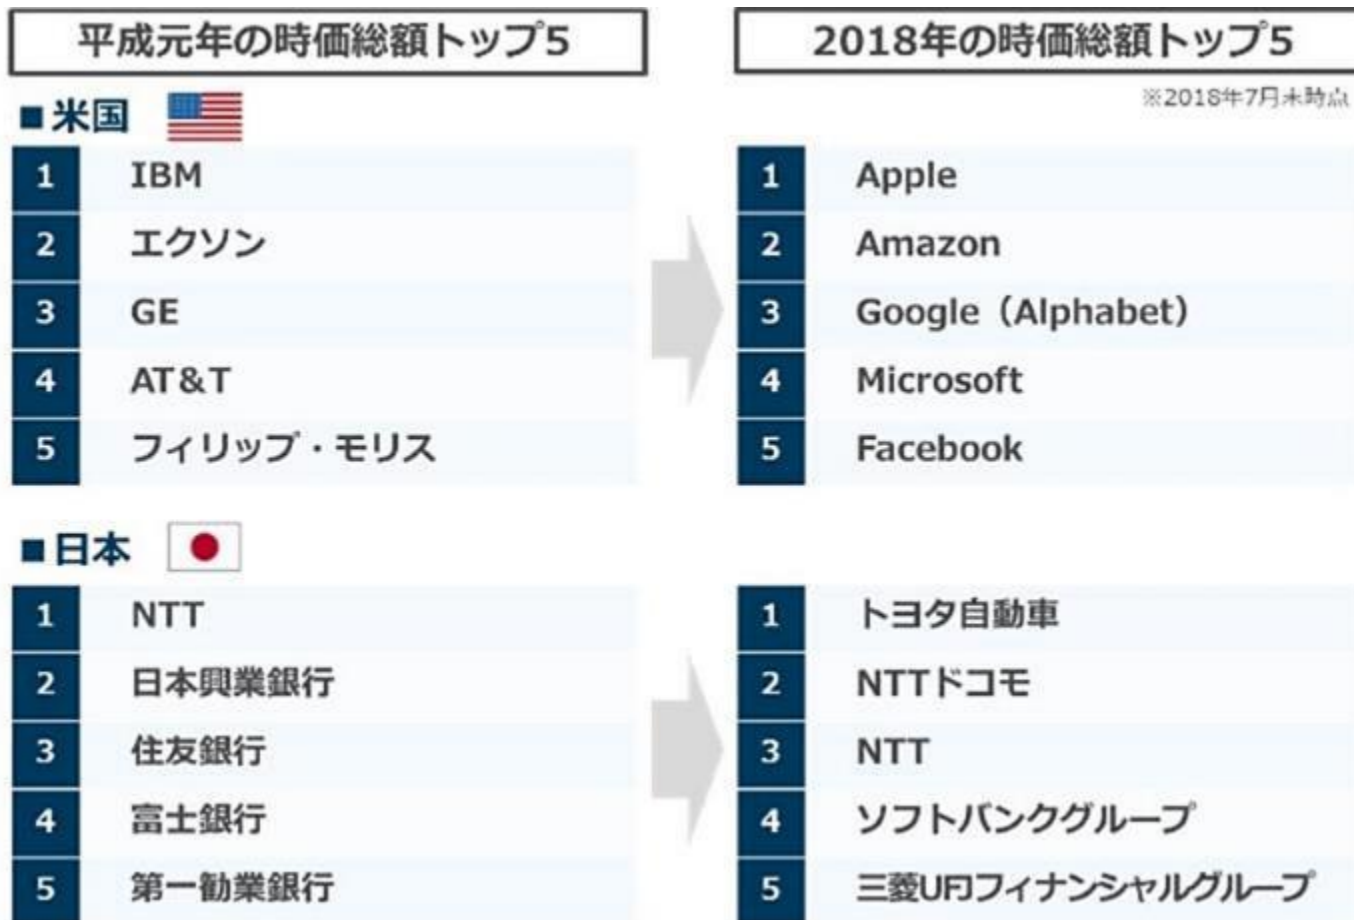 平成元年の時価総額トップ5
2018年の時価総額トップ5
※2018年7月末時点
■米国
1 IBM
2 エクソン
3 GE
4 AT&T
5 フィリップ・モリス
1 Apple
2 Amazon
3 Google（Alphabet）
4 Microsoft
5 Facebook
■日本
1 NTT
2 日本興業銀行
3 住友銀行
4 富士銀行
5 第一勧業銀行
1 トヨタ自動車
2 NTTドコモ
3 NTT
4 ソフトバンクグループ
5 三菱UFJフィナンシャルグループ